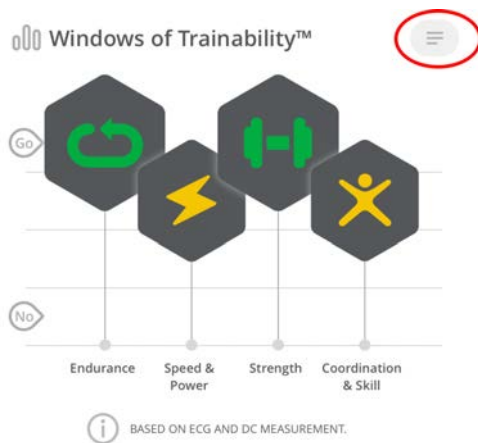 Windows of Trainability™
Go
No
Endurance
Speed &
Power
Strength
Coordination
& Skill
i
BASED ON ECG AND DC MEASUREMENT.